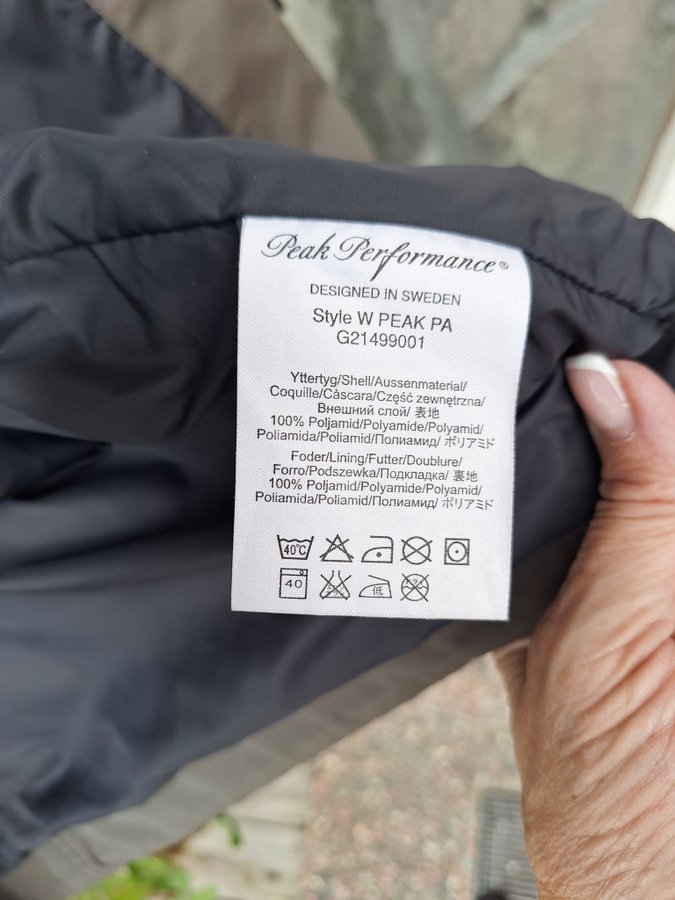 Peak Performance®
DESIGNED IN SWEDEN
Style W PEAK PA
G21499001
Yttertyg/Shell/Aussenmaterial/
Coquille/Càscara/Część zewnętrzna/
Внешний слой/ 表地
100% Poljamid/Polyamide/Polyamid/
Poliamida/Poliamid/Полиамид/ ポリアミド
Foder/Lining/Futter/Doublure/
Forro/Podszewka/Подкладка/ 裏地
100% Poljamid/Polyamide/Polyamid/
Poliamida/Poliamid/Полиамид/ ポリアミド
40°C
40 低